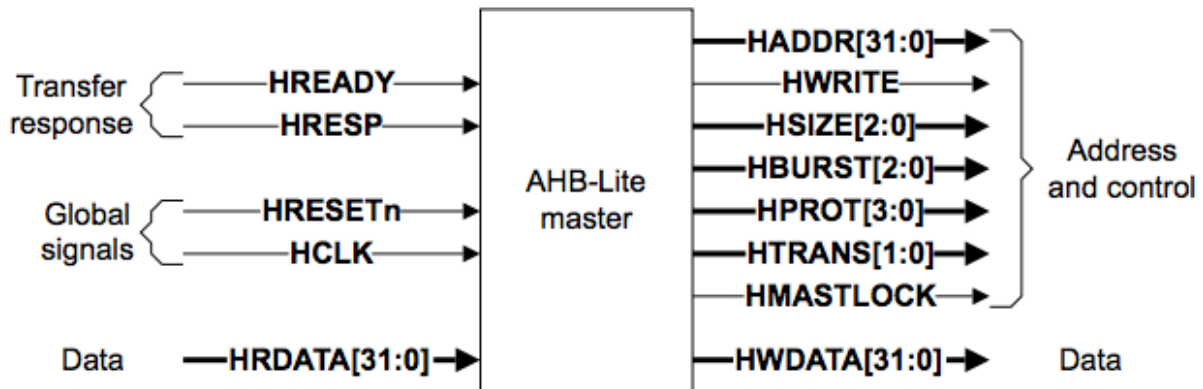 Transfer
response
HREADY
HRESP
Global
signals
HRESETn
HCLK
Data
HRDATA[31:0]
AHB-Lite
master
HADDR[31:0]
HWRITE
HSIZE[2:0]
HBURST[2:0]
HPROT[3:0]
HTRANS[1:0]
HMASTLOCK
Address
and control
HWDATA[31:0]
Data